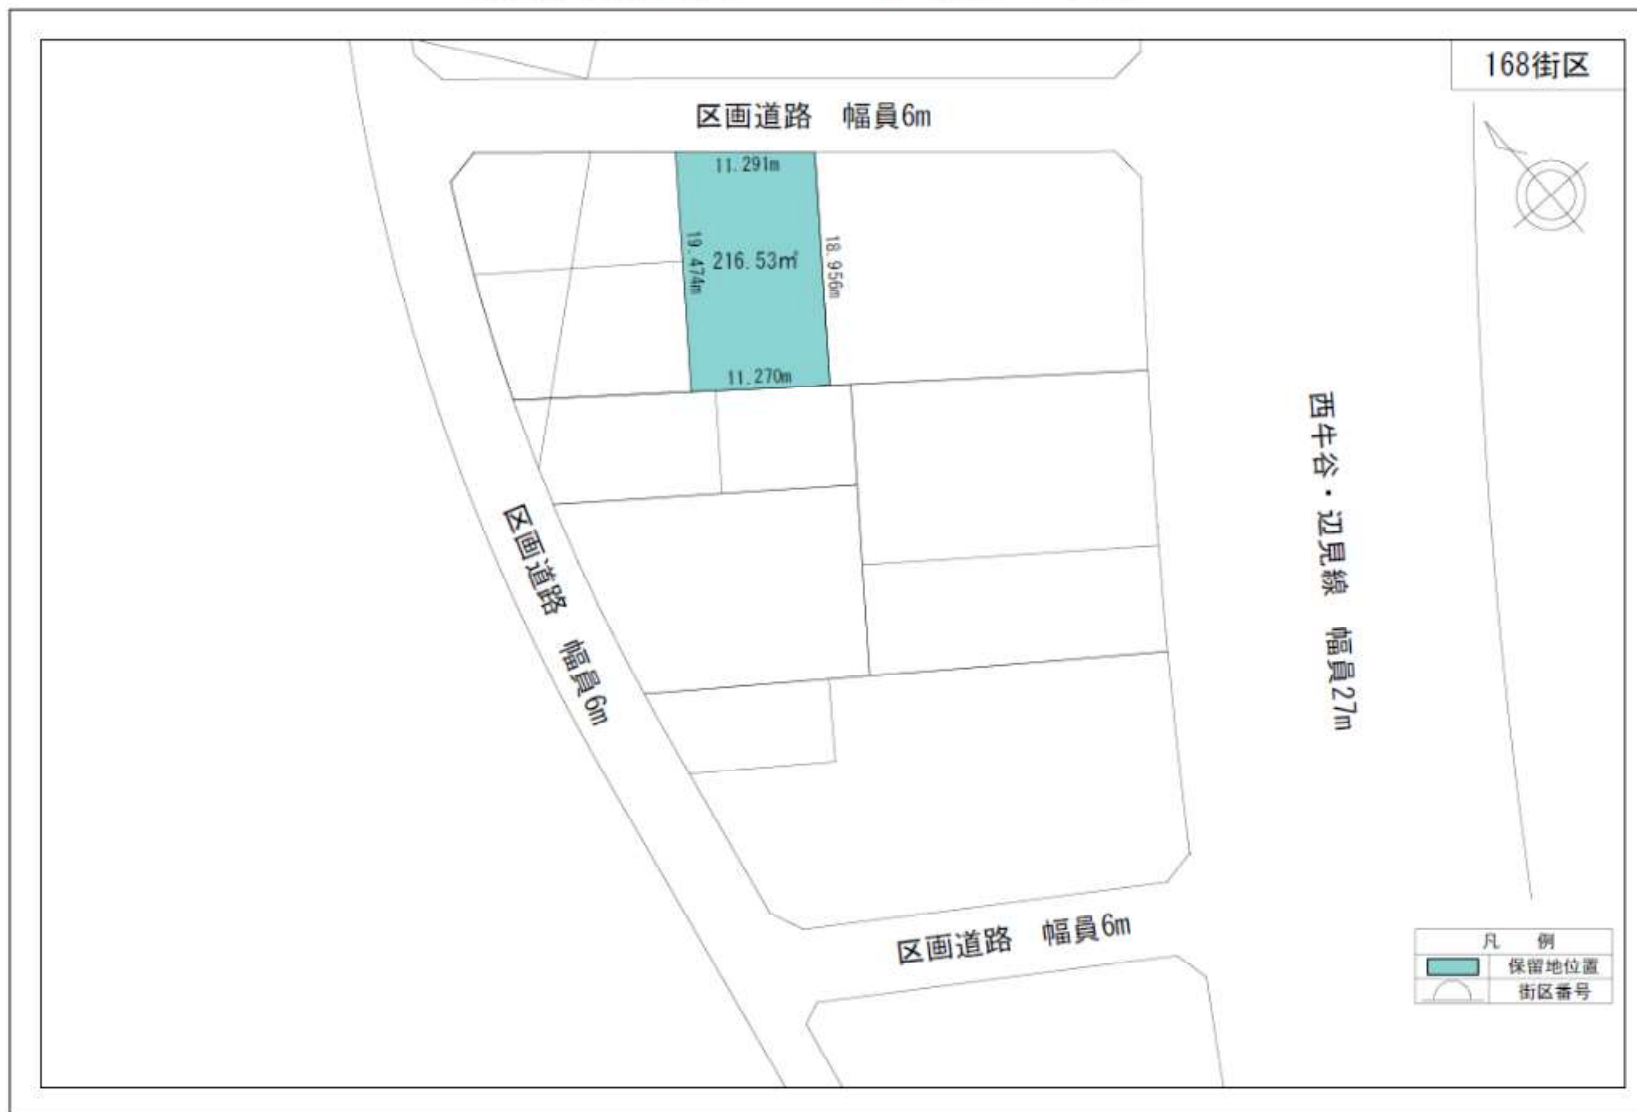 168街区
区画道路　幅員6m
11.291m
19.474m
216.53㎡
18.956m
11.270m
西牛谷・辺見線　幅員27m
区画道路　幅員6m
区画道路　幅員6m
凡　例
保留地位置
街区番号